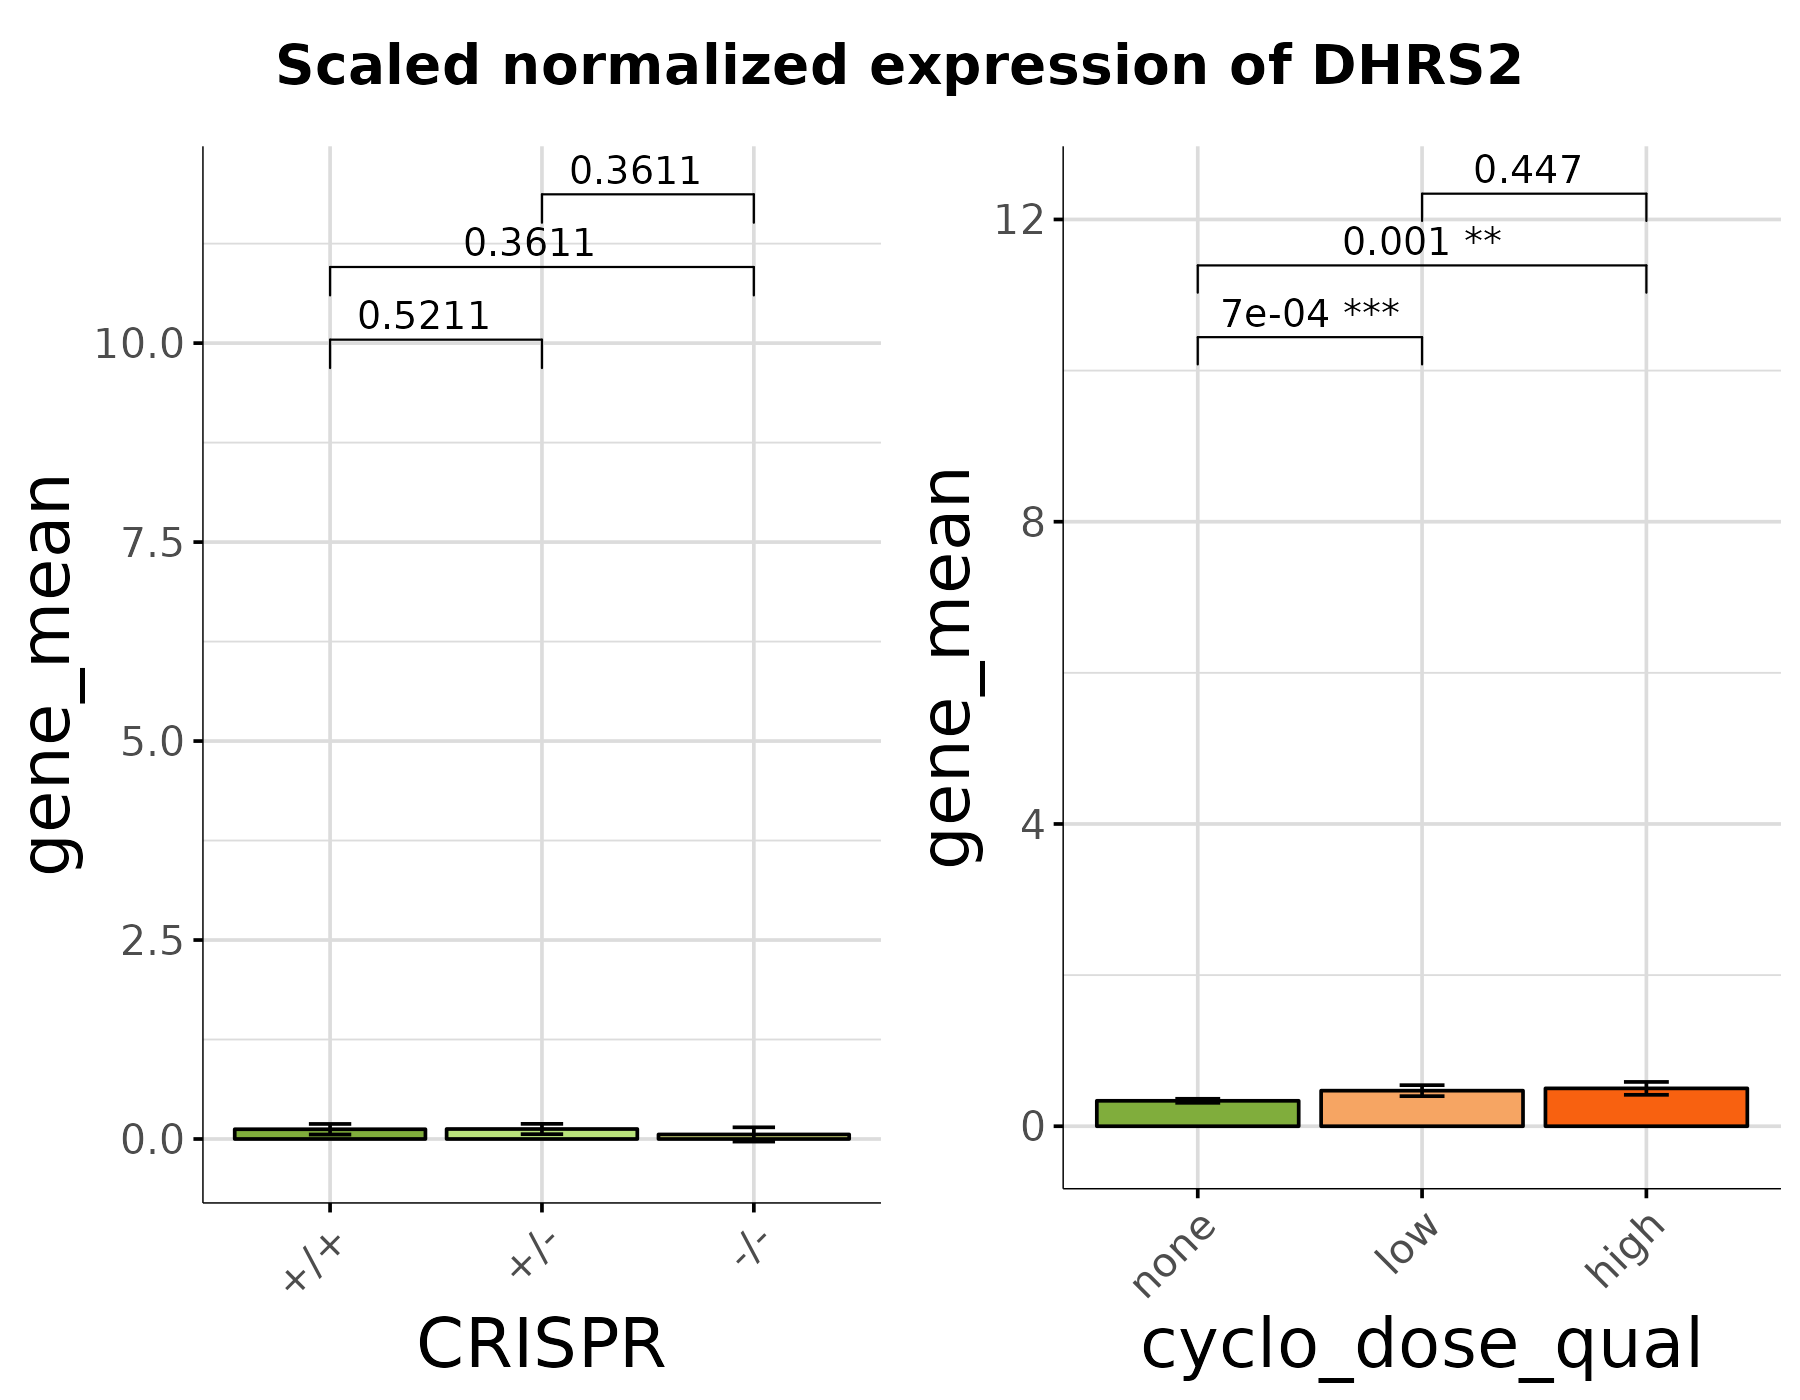 Scaled normalized expression of DHRS2
gene_mean
10.0
7.5
5.0
2.5
0.0
0.3611
0.3611
0.5211
+/+
+/-
-/-
CRISPR
gene_mean
12
8
4
0
0.447
0.001 **
7e-04 ***
none
low
high
cyclo_dose_qual